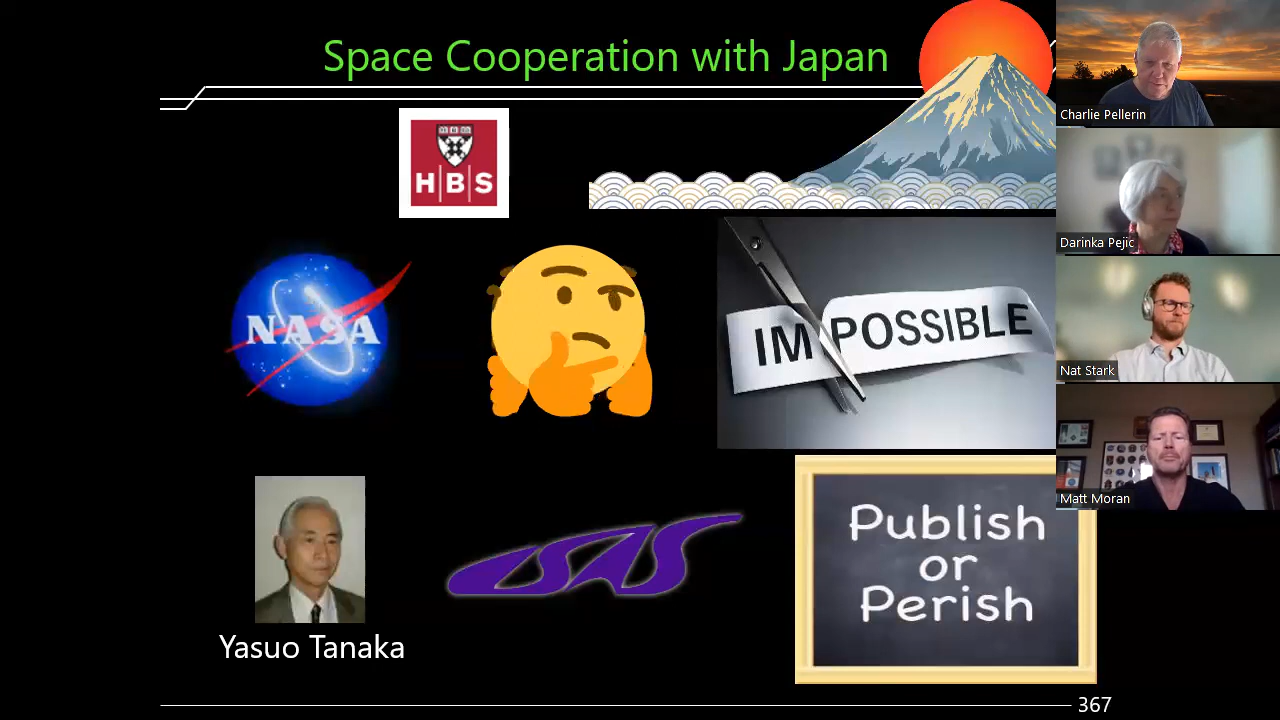 Space Cooperation with Japan
Charlie Pellerin
HBS
Darinka Pejic
NASA
IMPOSSIBLE
Nat Stark
Matt Moran
ISAS
Publish
or
Perish
Yasuo Tanaka
367